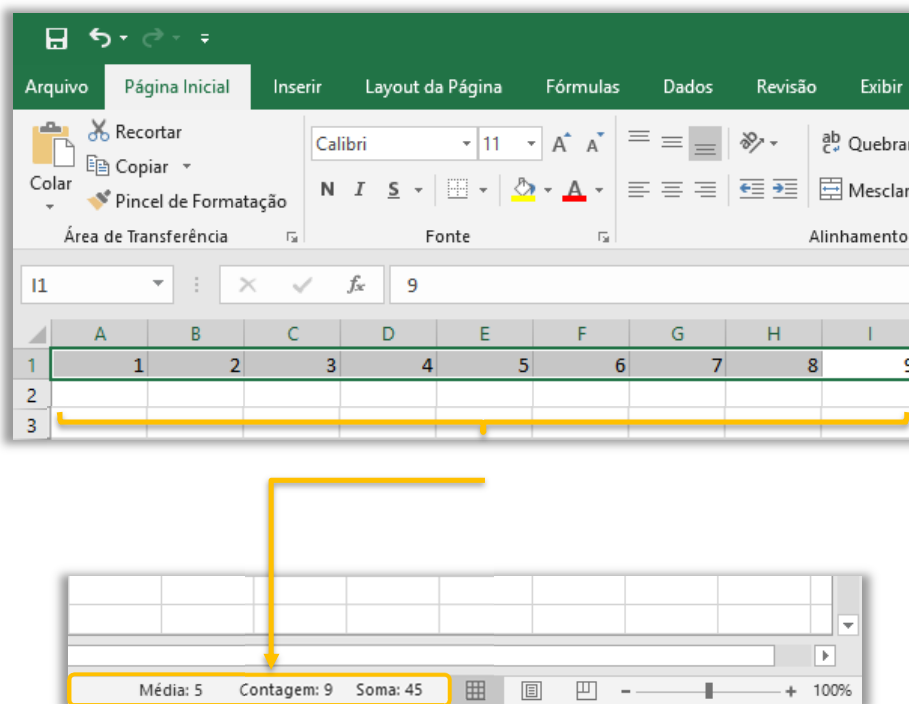 Arquivo Página Inicial Inserir Layout da Página Fórmulas Dados Revisão Exibir
Recortar
Copiar
Pincel de Formatação
Colar
Área de Transferência
Calibri 11 A A
N I S A
Fonte
ab c Quebrar
Mesclar
Alinhamento
I1 fx 9
A B C D E F G H I
1 1 2 3 4 5 6 7 8 9
2
3
Média: 5 Contagem: 9 Soma: 45 - + 100%